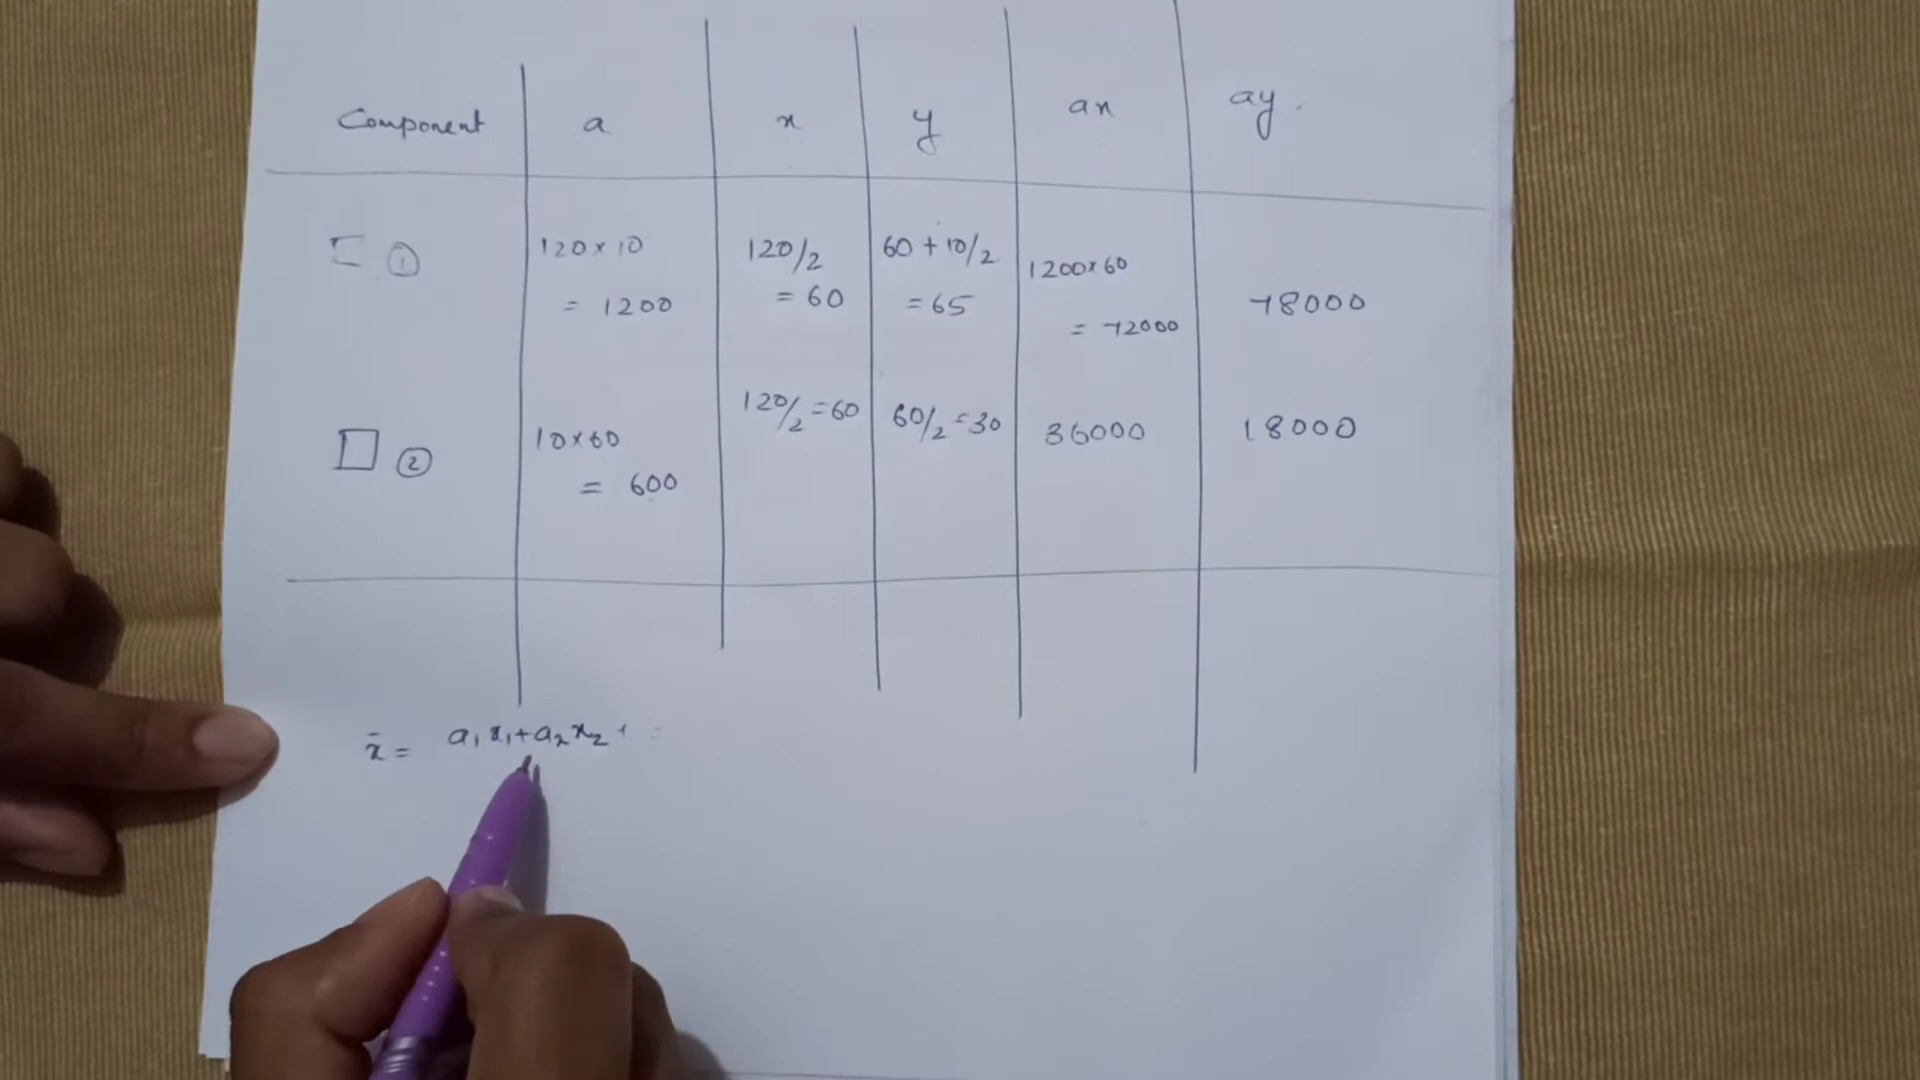 Component a x y ax ay.
① 120 × 10 120/2 60 + 10/2 1200 × 60
= 1200 = 60 = 65 = 72000 78000
② 10 × 60 120/2 = 60 60/2 = 30 36000 18000
= 600
x̄ = a₁x₁ + a₂x₂ +